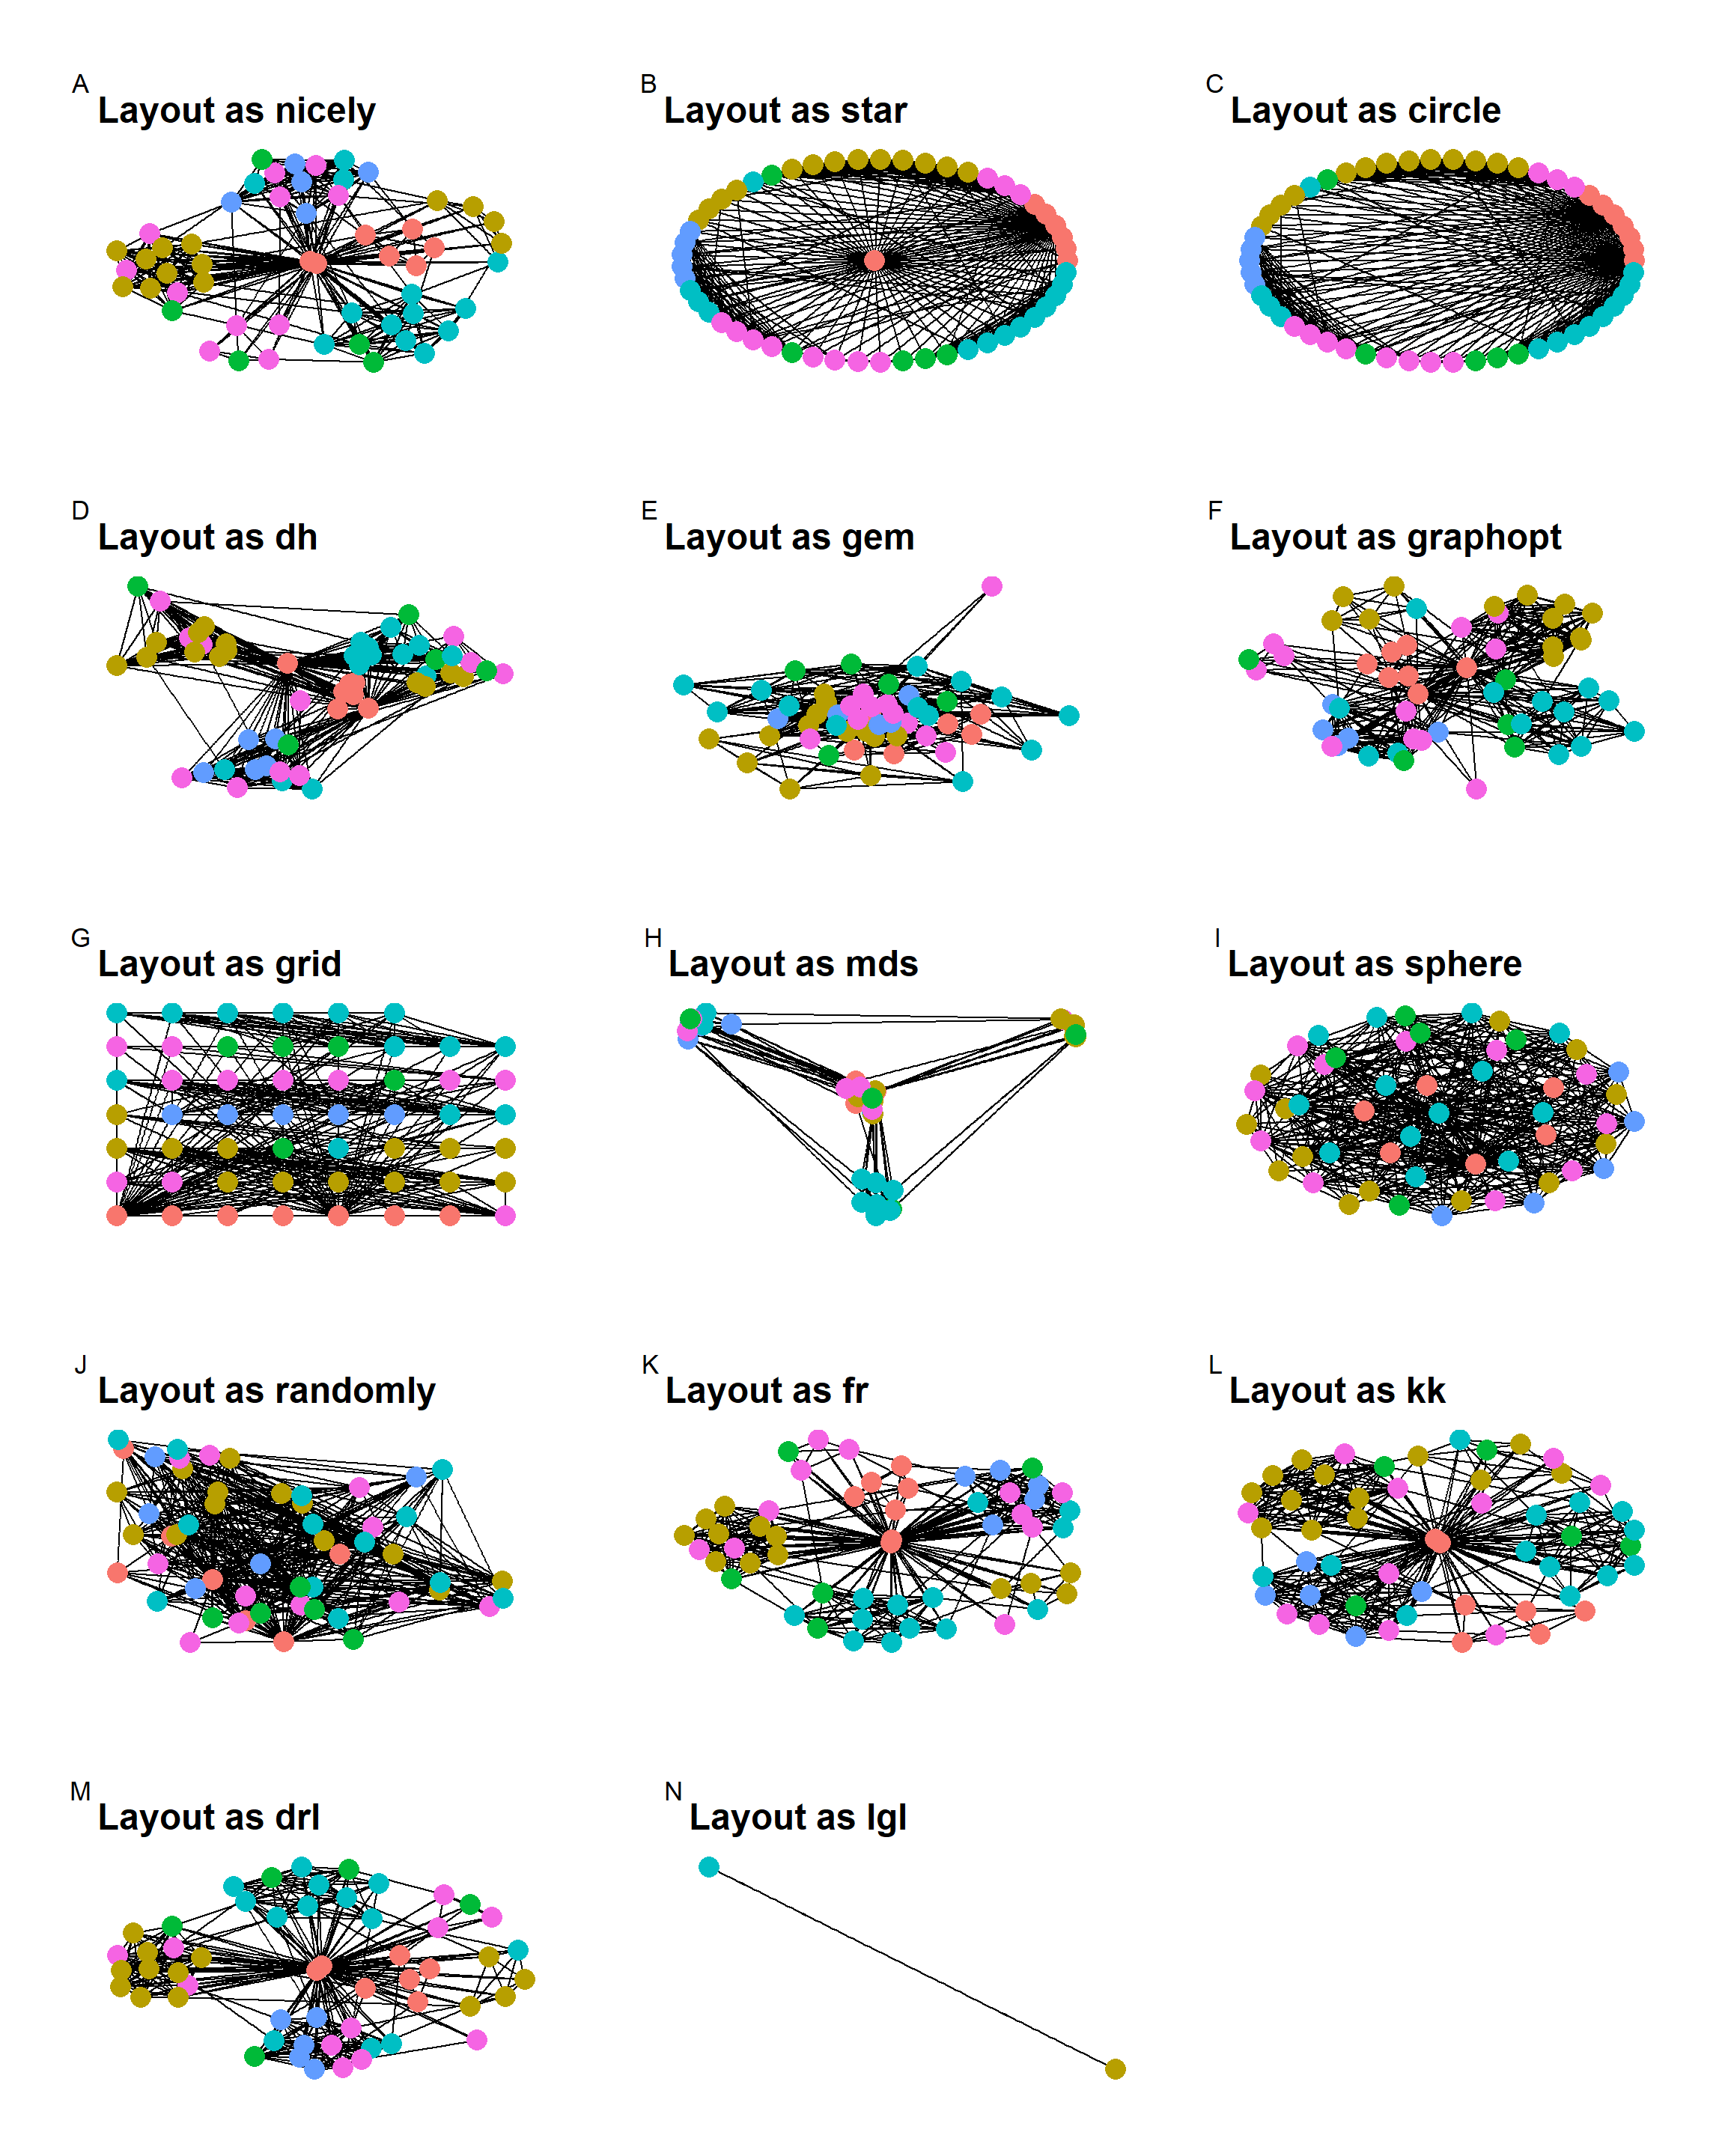 A
Layout as nicely
B
Layout as star
C
Layout as circle
D
Layout as dh
E
Layout as gem
F
Layout as graphopt
G
Layout as grid
H
Layout as mds
I
Layout as sphere
J
Layout as randomly
K
Layout as fr
L
Layout as kk
M
Layout as drl
N
Layout as lgl